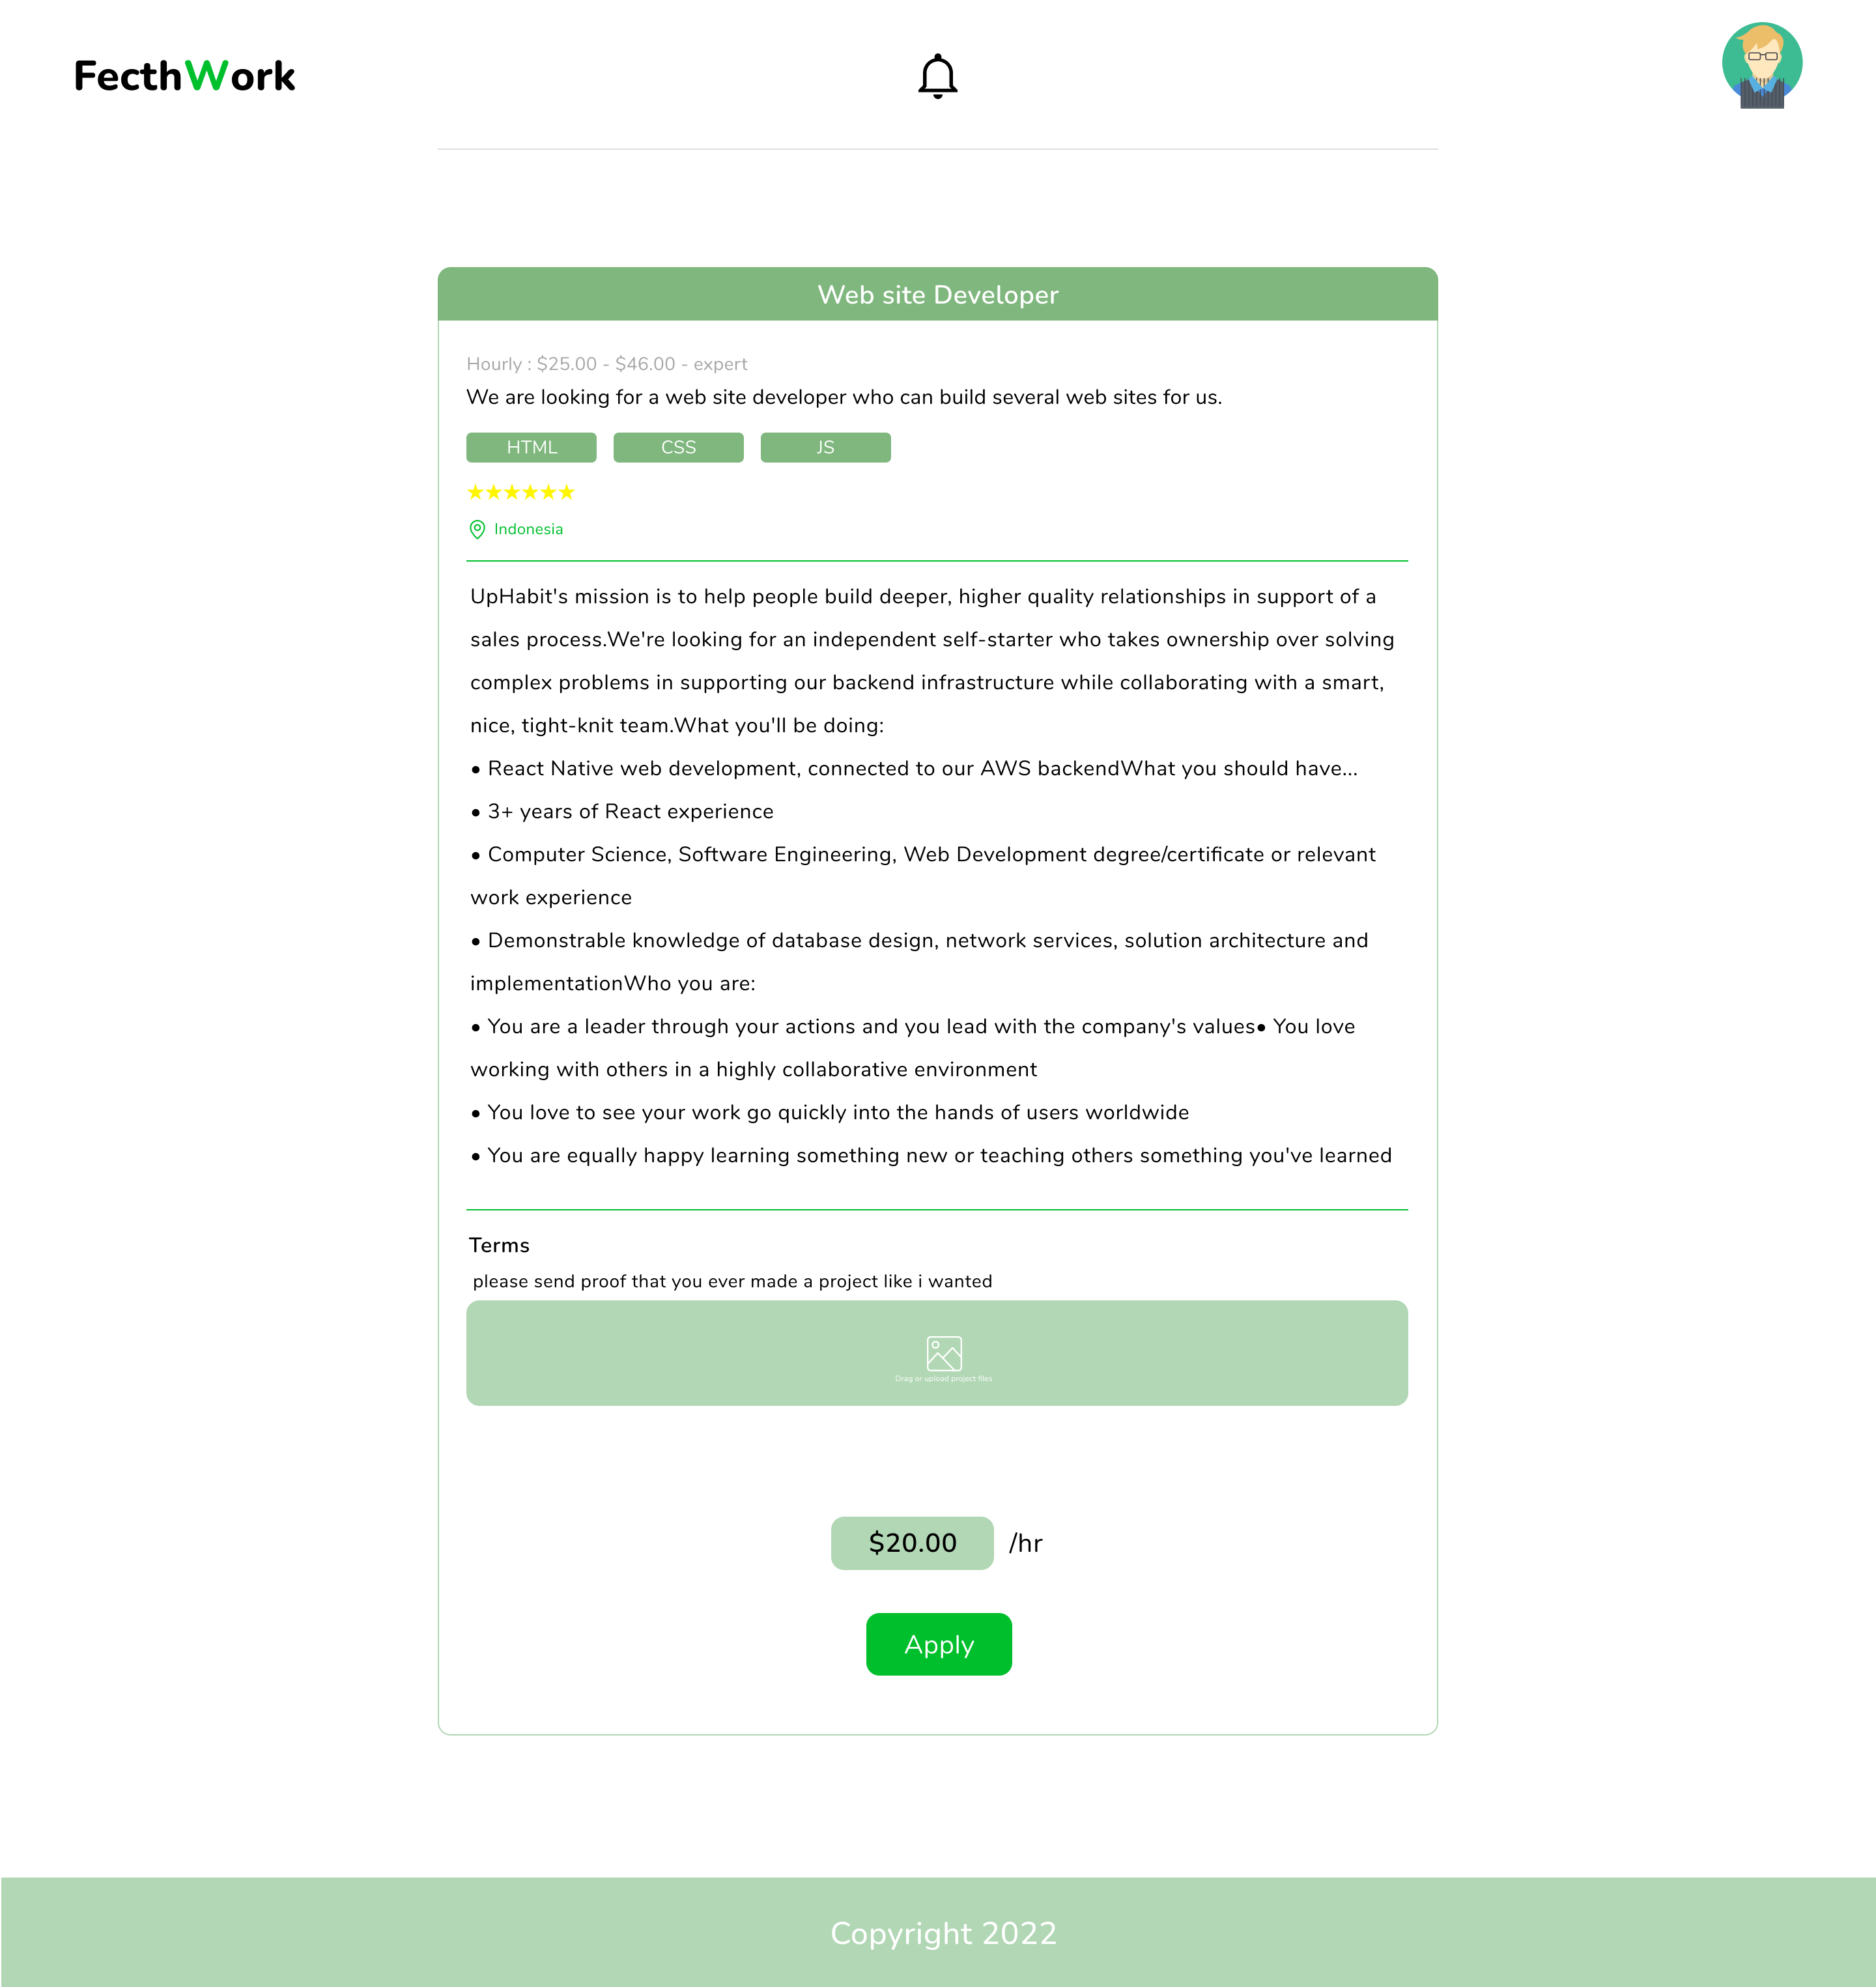 FecthWork
Web site Developer
Hourly : $25.00 - $46.00 - expert
We are looking for a web site developer who can build several web sites for us.
HTML CSS JS
★★★★★★
Indonesia
UpHabit's mission is to help people build deeper, higher quality relationships in support of a
sales process.We're looking for an independent self-starter who takes ownership over solving
complex problems in supporting our backend infrastructure while collaborating with a smart,
nice, tight-knit team.What you'll be doing:
• React Native web development, connected to our AWS backendWhat you should have...
• 3+ years of React experience
• Computer Science, Software Engineering, Web Development degree/certificate or relevant
work experience
• Demonstrable knowledge of database design, network services, solution architecture and
implementationWho you are:
• You are a leader through your actions and you lead with the company's values• You love
working with others in a highly collaborative environment
• You love to see your work go quickly into the hands of users worldwide
• You are equally happy learning something new or teaching others something you've learned
Terms
please send proof that you ever made a project like i wanted
Drag or upload project files
$20.00 /hr
Apply
Copyright 2022